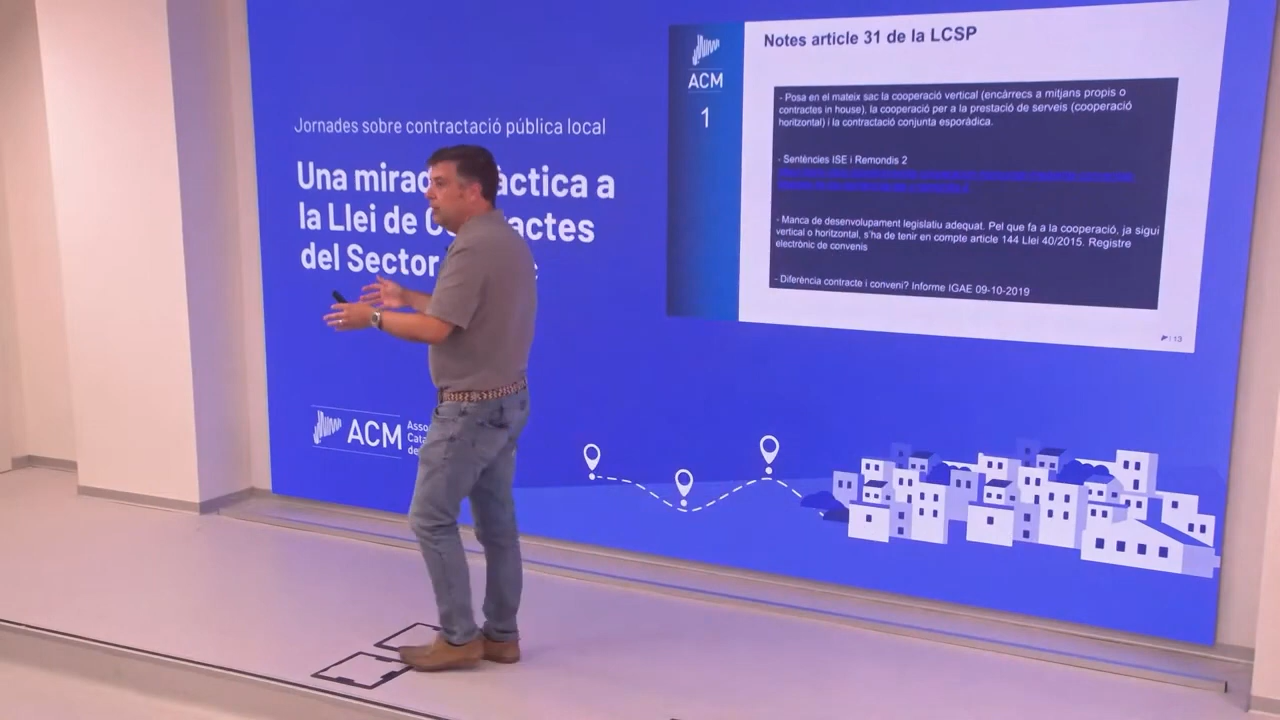 Jornades sobre contractació pública local
Una mirad àctica a
la Llei de C actes
del Sector
ACM
Asso
Cata
de
ACM
1
Notes article 31 de la LCSP
- Posa en el mateix sac la cooperació vertical (encàrrecs a mitjans propis o
contractes in house), la cooperació per a la prestació de serveis (cooperació
horitzontal) i la contractació conjunta esporàdica.
- Sentències ISE i Remondis 2
- Manca de desenvolupament legislatiu adequat. Pel que fa a la cooperació, ja sigui
vertical o horitzontal, s'ha de tenir en compte article 144 Llei 40/2015. Registre
electrònic de convenis
- Diferència contracte i conveni? Informe IGAE 09-10-2019
13